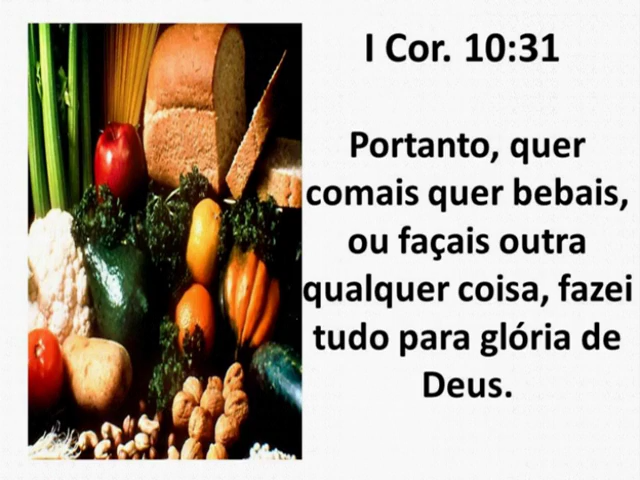 I Cor. 10:31
Portanto, quer
comais quer bebais,
ou façais outra
qualquer coisa, fazei
tudo para glória de
Deus.